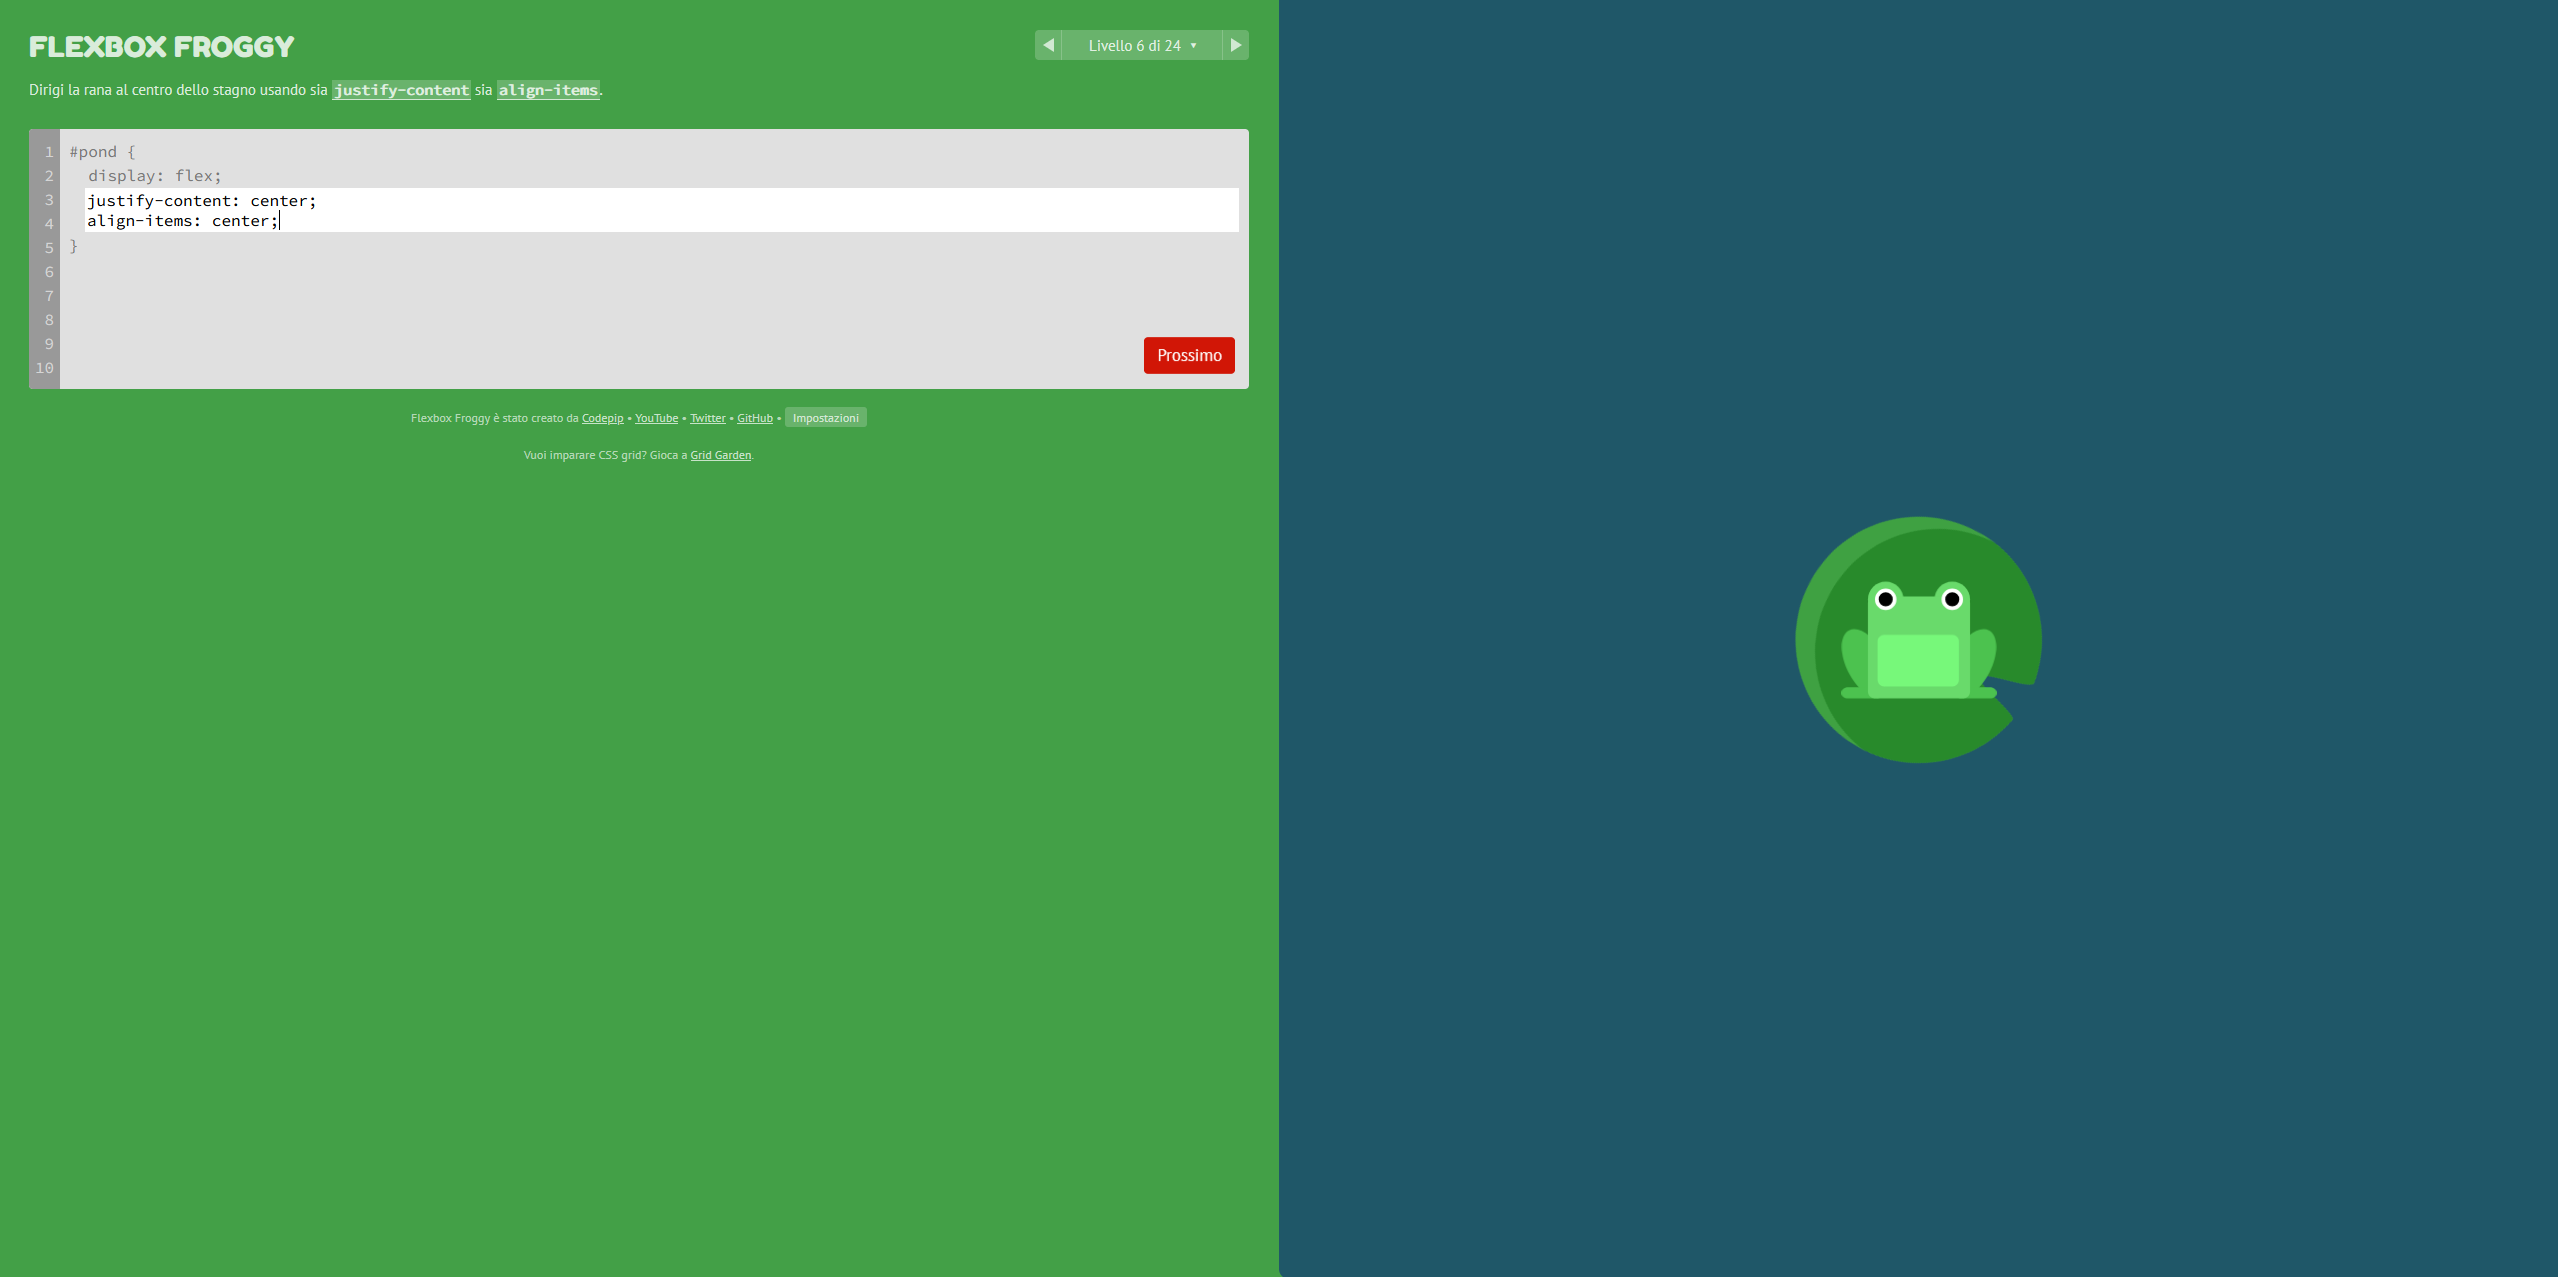 FLEXBOX FROGGY
◀ Livello 6 di 24 ▼ ▶
Dirigi la rana al centro dello stagno usando sia justify-content sia align-items.
1 #pond {
2 display: flex;
3 justify-content: center;
4 align-items: center;
5 }
6
7
8
9
10
Prossimo
Flexbox Froggy è stato creato da Codepip • YouTube • Twitter • GitHub • Impostazioni
Vuoi imparare CSS grid? Gioca a Grid Garden.